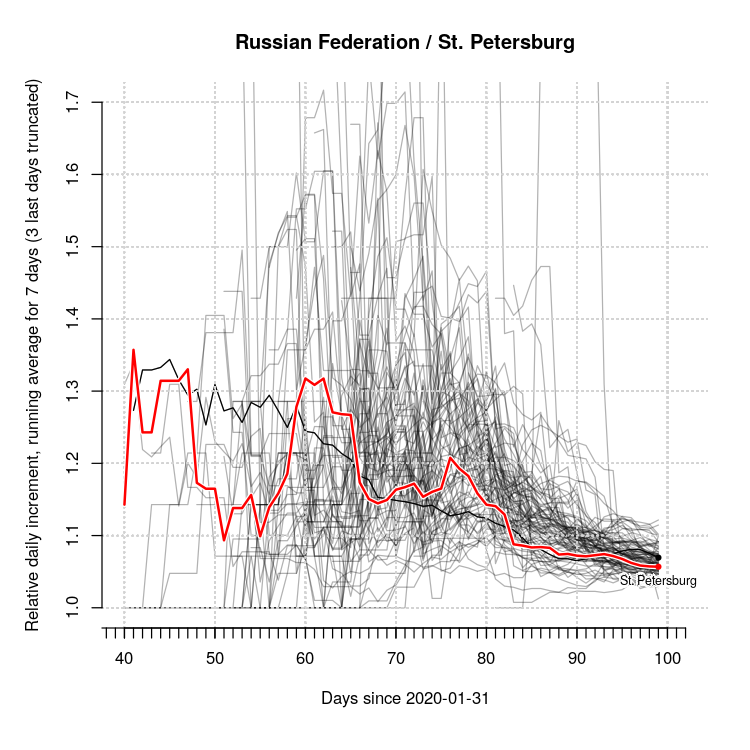 Russian Federation / St. Petersburg
Relative daily increment, running average for 7 days (3 last days truncated)
1.7
1.6
1.5
1.4
1.3
1.2
1.1
1.0
St. Petersburg
40 50 60 70 80 90 100
Days since 2020-01-31